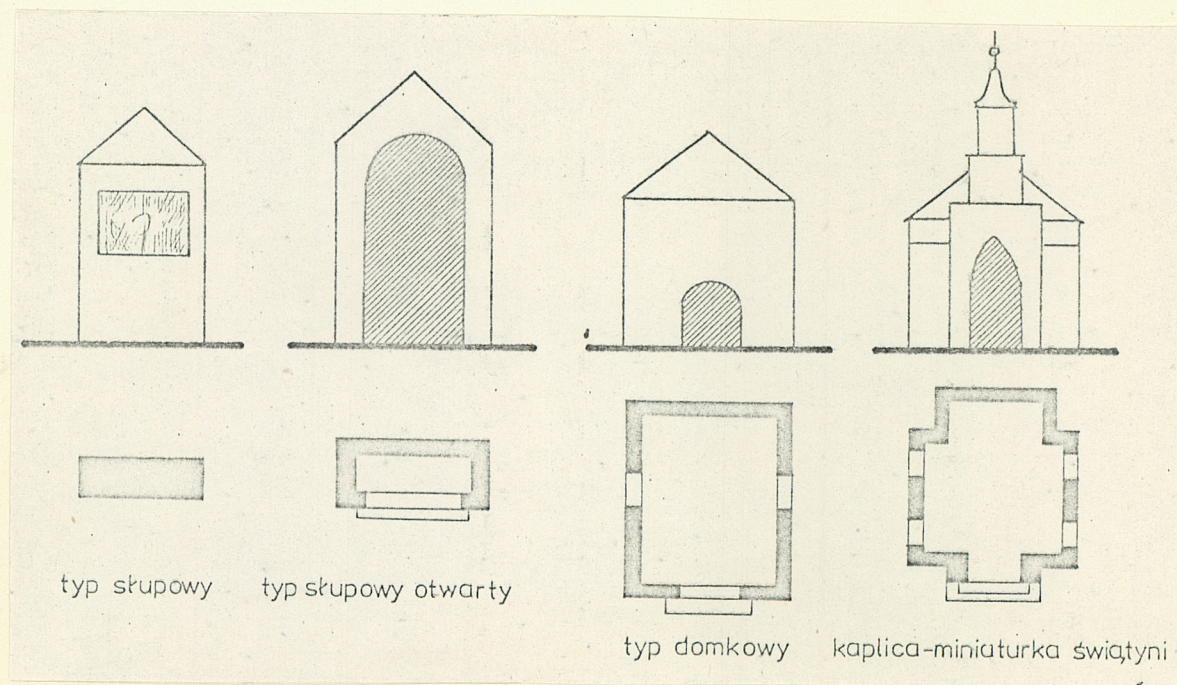 typ słupowy
typ słupowy otwarty
typ domkowy
kaplica-miniaturka świątyni